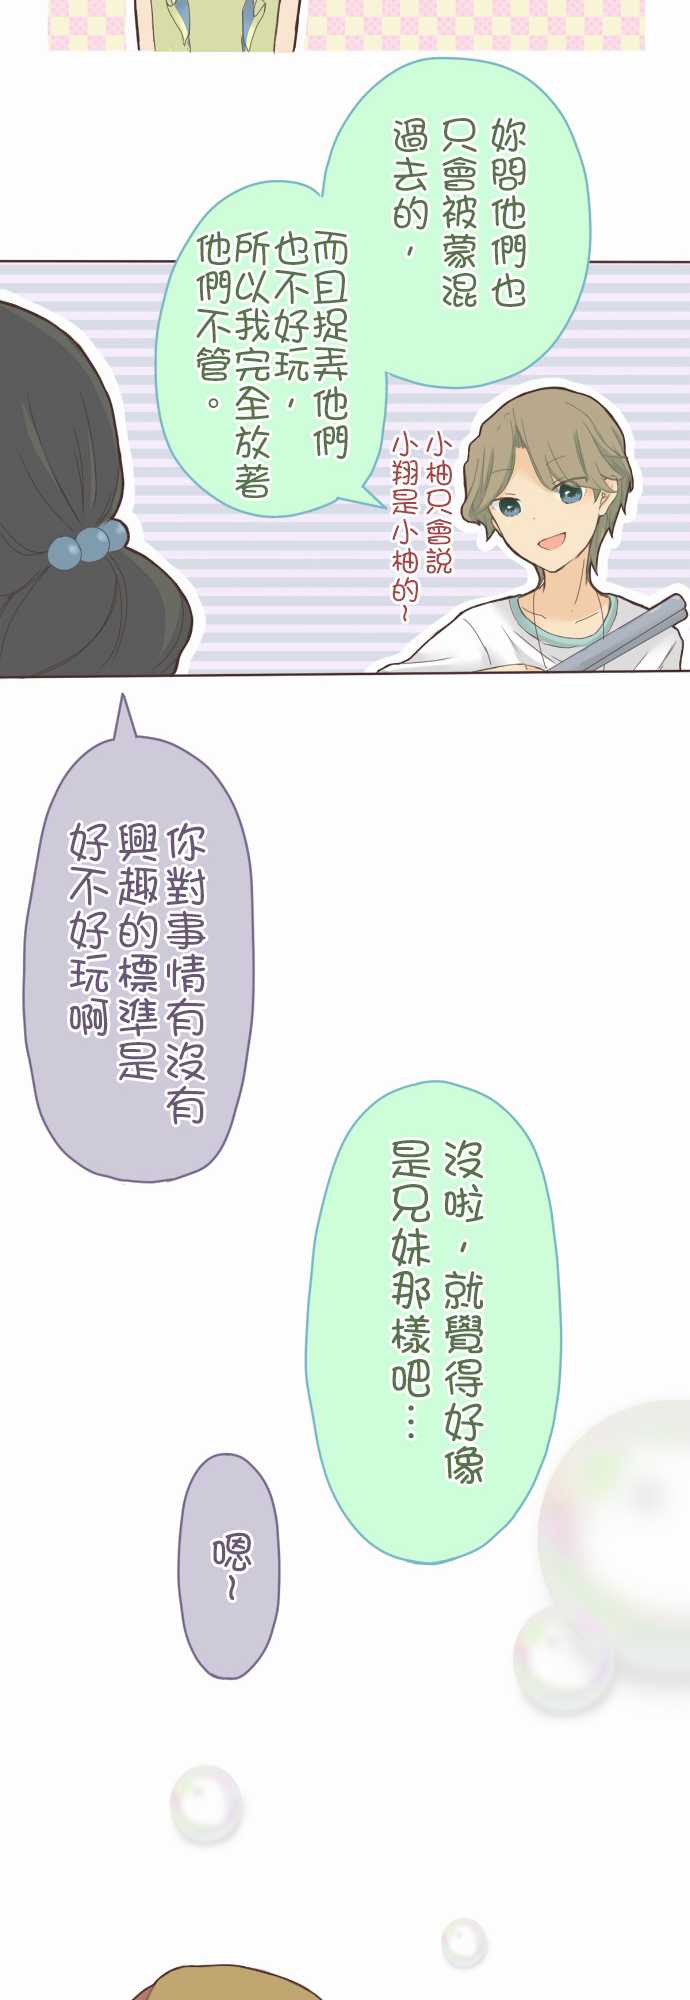 妳問他們也
只會被蒙混
過去的，
而且捉弄他們
也不好玩，
所以我完全放著
他們不管。
小柚只會說
小翔是小柚的~
你對事情有沒有
興趣的標準是
好不好玩啊
沒啦，就覺得好像
是兄妹那樣吧…
嗯~